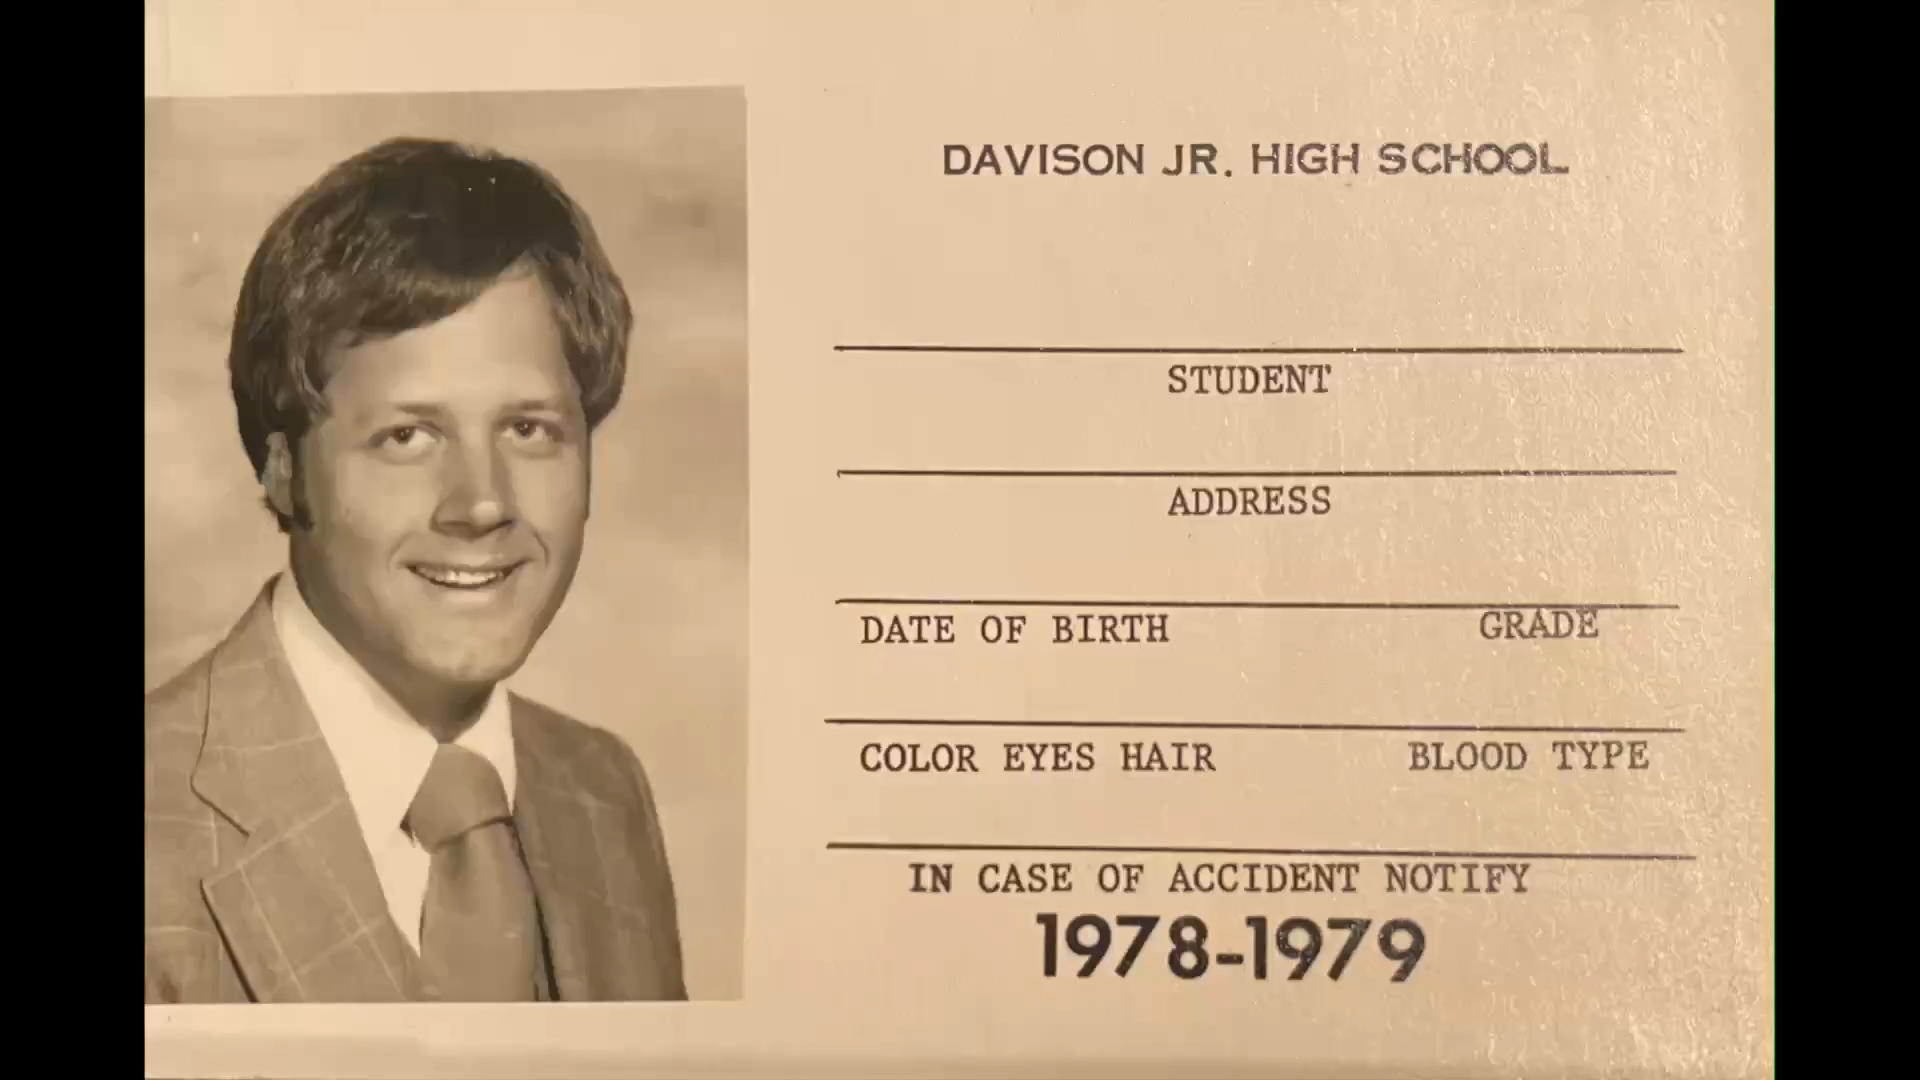 DAVISON JR. HIGH SCHOOL
STUDENT
ADDRESS
DATE OF BIRTH GRADE
COLOR EYES HAIR BLOOD TYPE
IN CASE OF ACCIDENT NOTIFY
1978-1979